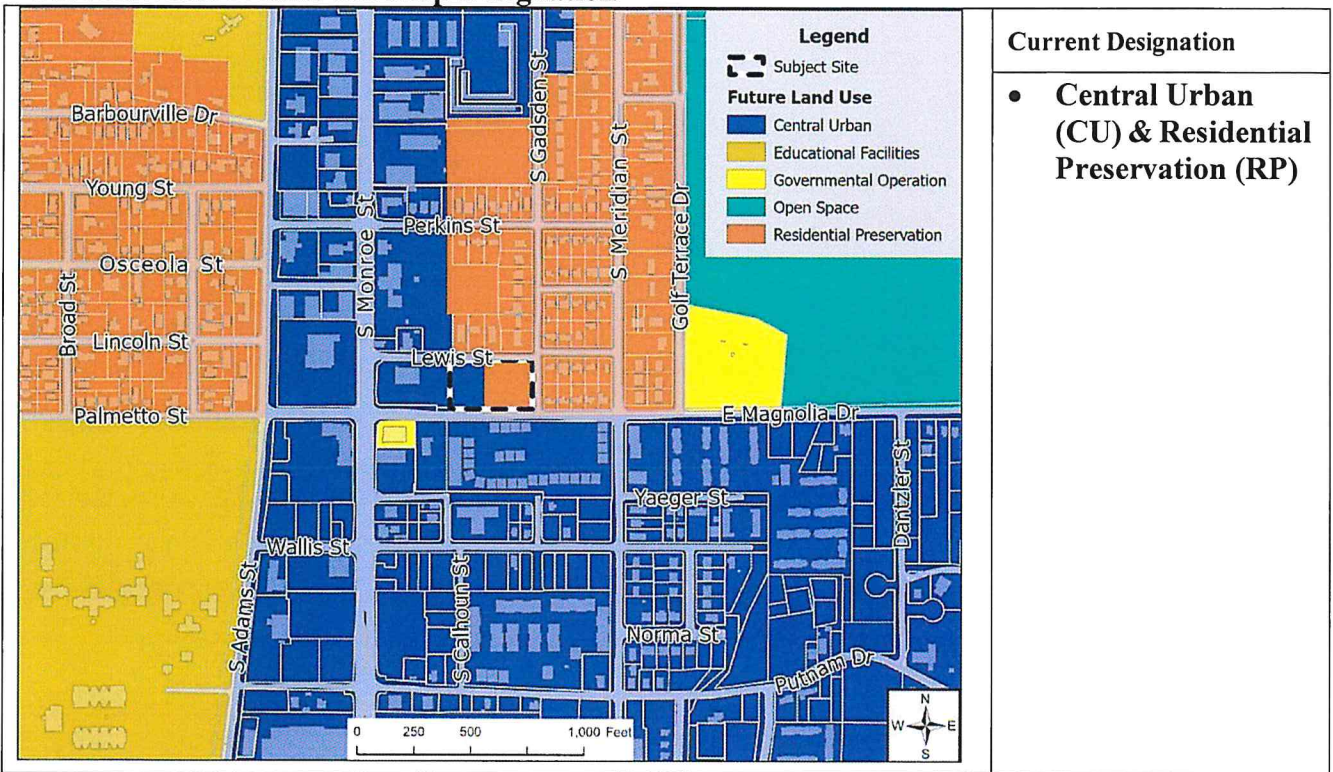 Legend
Subject Site
Future Land Use
Central Urban
Educational Facilities
Governmental Operation
Open Space
Residential Preservation
Current Designation
• Central Urban
(CU) & Residential
Preservation (RP)
S Gadsden St
Barbourville Dr
S Meridian St
Young St
S Monroe St
Perkins St
Golf Terrace Dr
Osceola St
Broad St
Lincoln St
Lewis St
Palmetto St
E Magnolia Dr
Dantzler St
Yaeger St
Wallis St
S Adams St
S Calhoun St
Norma St
Putnam Dr
0 250 500 1,000 Feet
N
W E
S